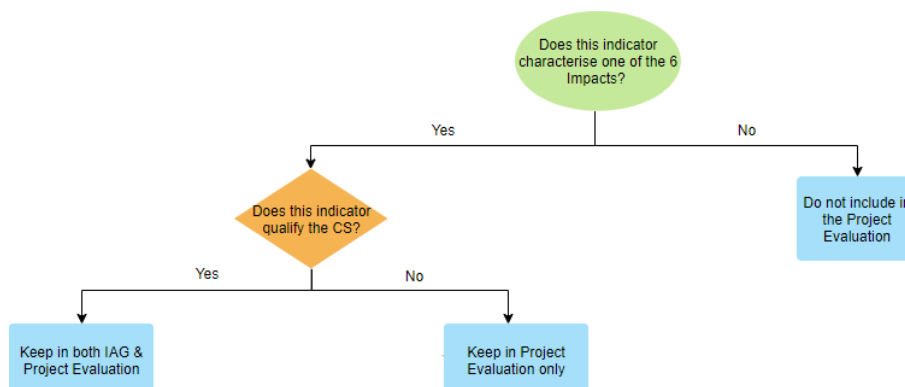 Does this indicator
characterise one of the 6
Impacts?
Yes
No
Does this indicator
qualify the CS?
Do not include in
the Project
Evaluation
Yes
No
Keep in both IAG &
Project Evaluation
Keep in Project
Evaluation only